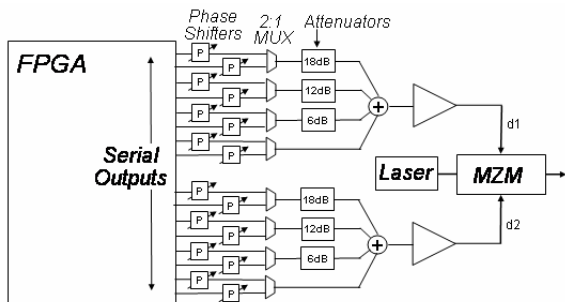 Phase Shifters
2:1 MUX
Attenuators
FPGA
Serial Outputs
P
P
P
P
P
P
P
P
18dB
12dB
6dB
d1
Laser
MZM
P
P
P
P
P
P
P
P
18dB
12dB
6dB
d2